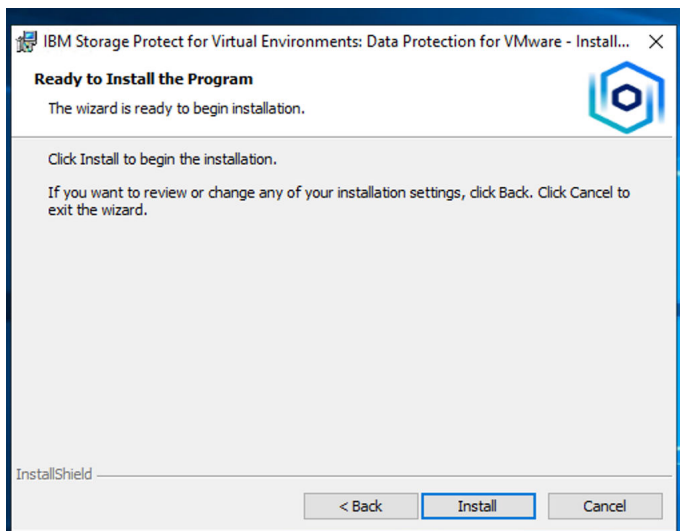 IBM Storage Protect for Virtual Environments: Data Protection for VMware - Install...
Ready to Install the Program
The wizard is ready to begin installation.
Click Install to begin the installation.
If you want to review or change any of your installation settings, click Back. Click Cancel to
exit the wizard.
InstallShield
< Back
Install
Cancel